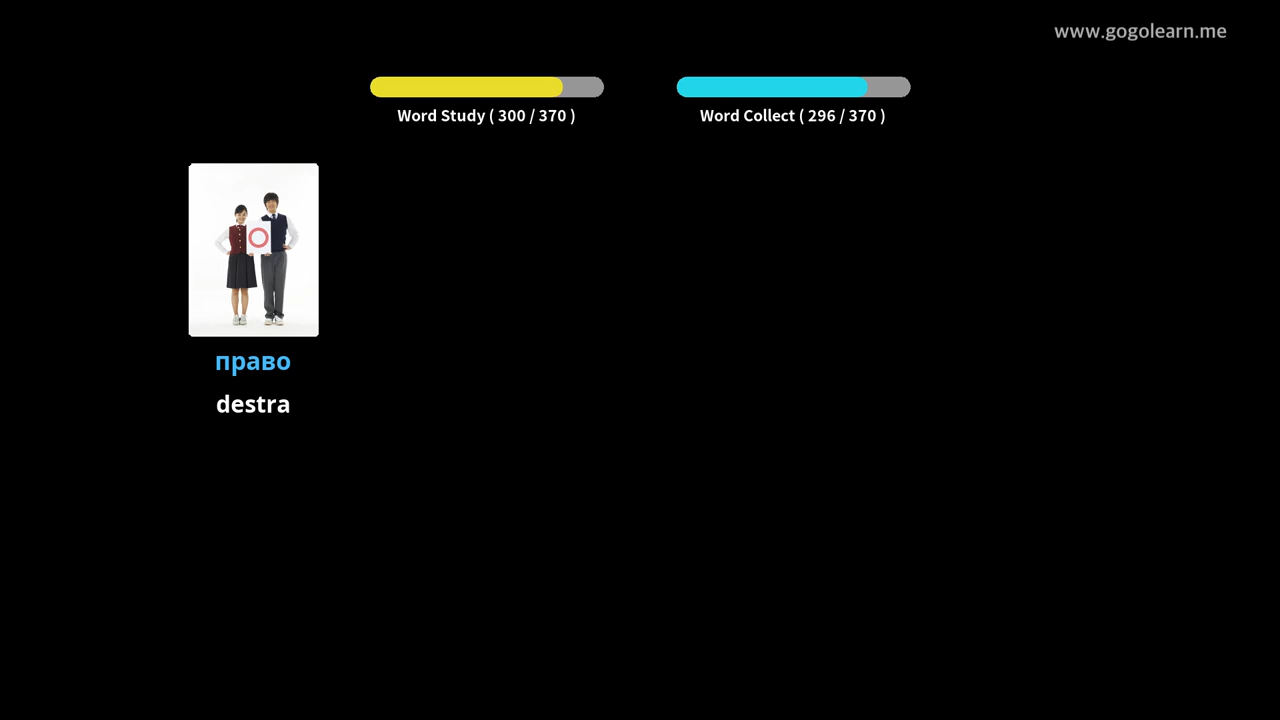 www.gogolearn.me
Word Study ( 300 / 370 )
Word Collect ( 296 / 370 )
право
destra